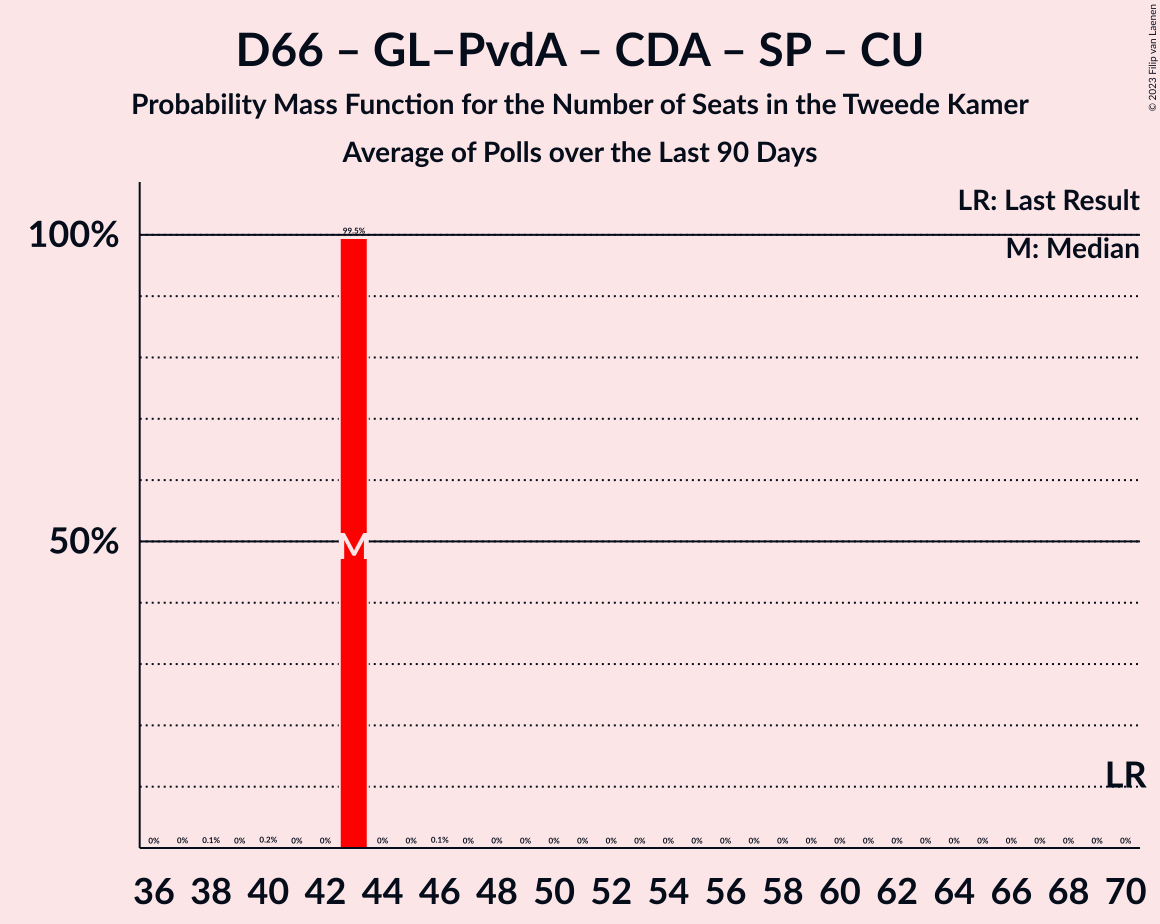 D66 – GL–PvdA – CDA – SP – CU
Probability Mass Function for the Number of Seats in the Tweede Kamer
Average of Polls over the Last 90 Days
© 2023 Filip van Laenen
LR: Last Result
M: Median
100%
50%
99.5%
M
LR
0% 0% 0.1% 0% 0.2% 0% 0% 0% 0% 0.1% 0% 0% 0% 0% 0% 0% 0% 0% 0% 0% 0% 0% 0% 0% 0% 0% 0% 0% 0% 0% 0% 0% 0% 0%
36 38 40 42 44 46 48 50 52 54 56 58 60 62 64 66 68 70